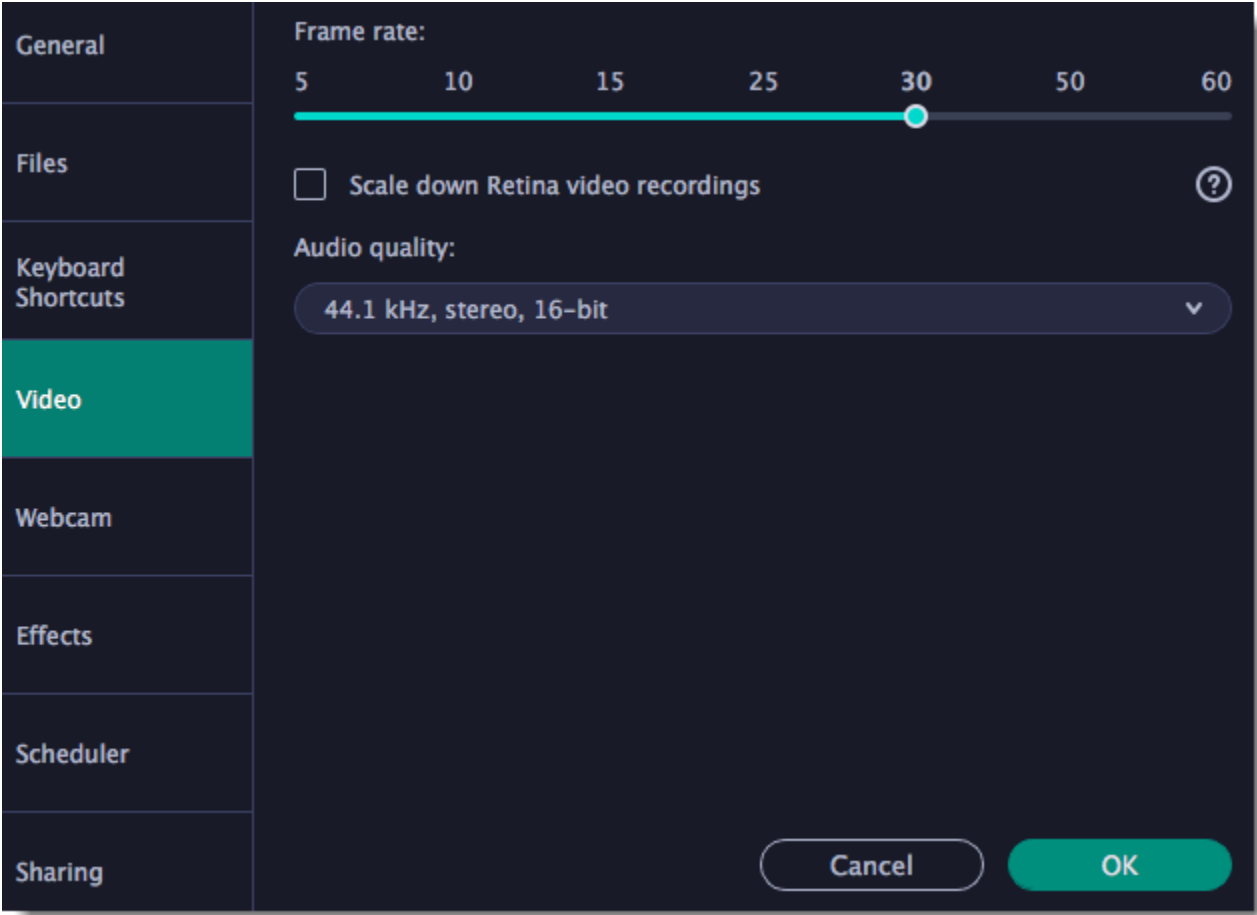 General
Files
Keyboard
Shortcuts
Video
Webcam
Effects
Scheduler
Sharing
Frame rate:
5 10 15 25 30 50 60
Scale down Retina video recordings
?
Audio quality:
44.1 kHz, stereo, 16-bit
Cancel OK